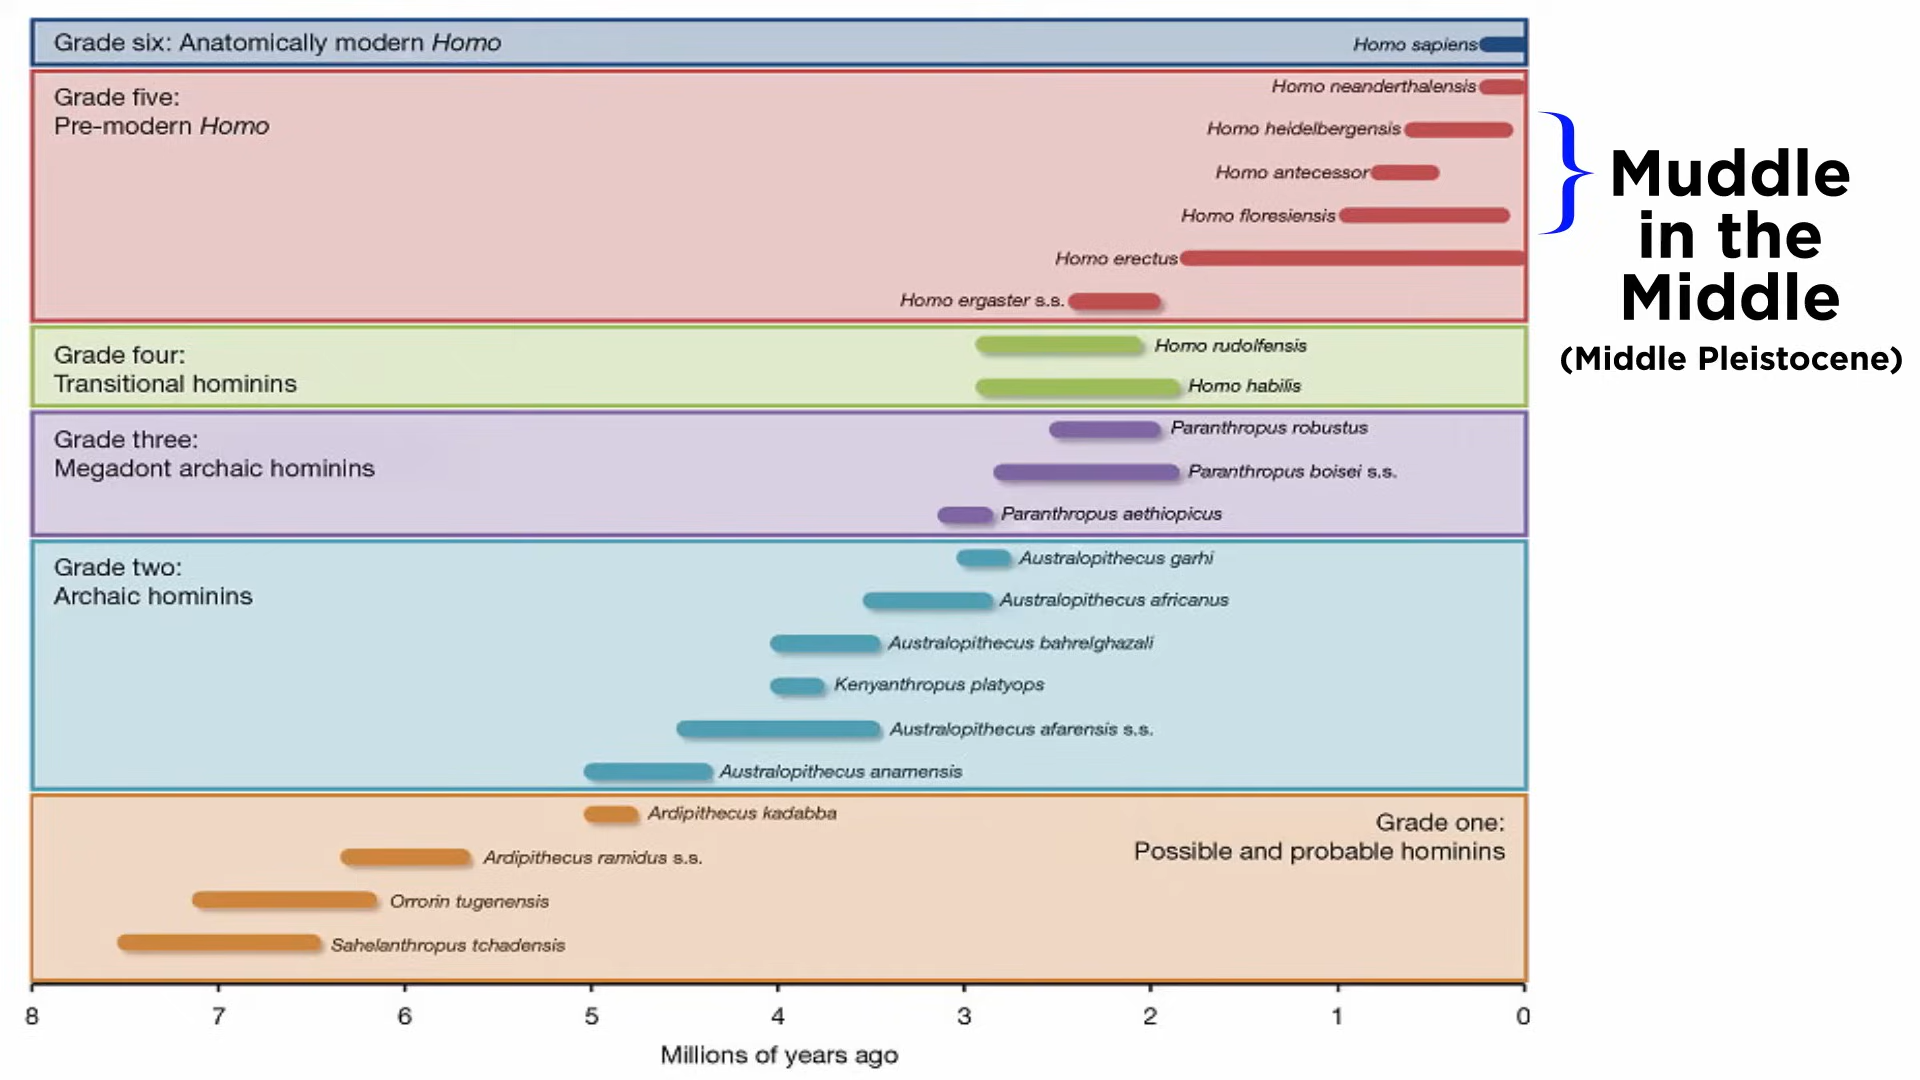 Grade six: Anatomically modern Homo
Homo sapiens
Grade five:
Pre-modern Homo
Homo neanderthalensis
Homo heidelbergensis
Homo antecessor
Homo floresiensis
Homo erectus
Homo ergaster s.s.
Muddle
in the
Middle
(Middle Pleistocene)
Grade four:
Transitional hominins
Homo rudolfensis
Homo habilis
Grade three:
Megadont archaic hominins
Paranthropus robustus
Paranthropus boisei s.s.
Paranthropus aethiopicus
Grade two:
Archaic hominins
Australopithecus garhi
Australopithecus africanus
Australopithecus bahrelghazali
Kenyanthropus platyops
Australopithecus afarensis s.s.
Australopithecus anamensis
Grade one:
Possible and probable hominins
Ardipithecus kadabba
Ardipithecus ramidus s.s.
Orrorin tugenensis
Sahelanthropus tchadensis
8 7 6 5 4 3 2 1 0
Millions of years ago